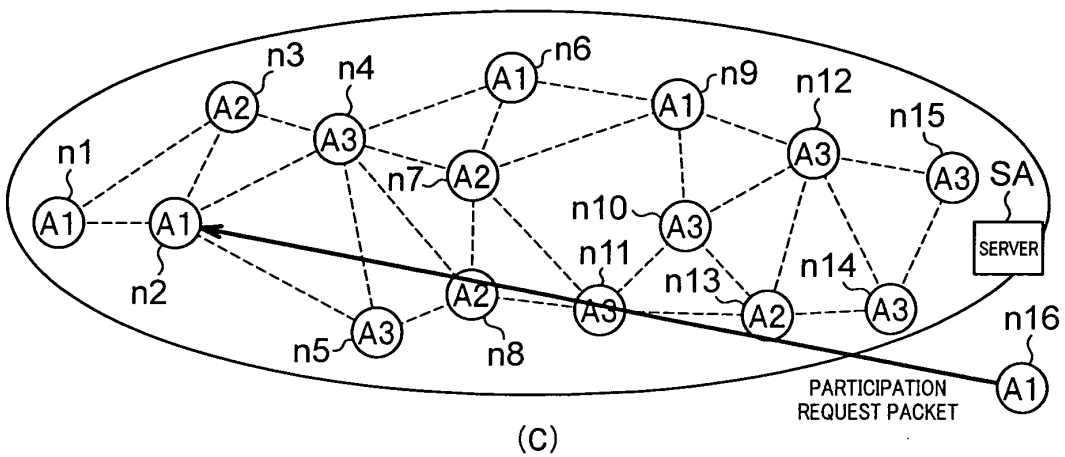 n6
n3
n4
A1
n9
n12
A2
A1
n15
A3
A3
n1
n7
A2
A3
SA
n10
A1
A1
A3
n11
SERVER
n2
n13
n14
A2
A3
A2
A3
n16
n5
A3
n8
A1
PARTICIPATION
REQUEST PACKET
(C)